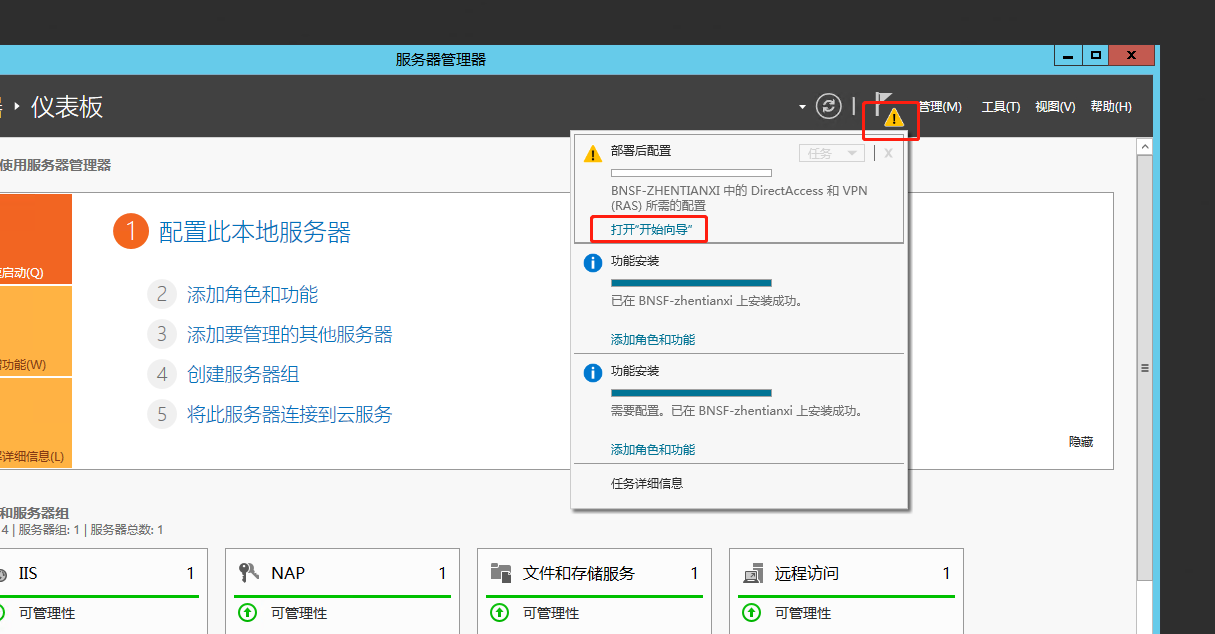 服务器管理器
仪表板
管理(M) 工具(T) 视图(V) 帮助(H)
使用服务器管理器
部署后配置
任务
X
BNSF-ZHENTIANXI 中的 DirectAccess 和 VPN
(RAS) 所需的配置
打开“开始向导”
功能安装
已在 BNSF-zhentianxi 上安装成功。
添加角色和功能
功能安装
需要配置。已在 BNSF-zhentianxi 上安装成功。
添加角色和功能
任务详细信息
启动(Q)
功能(W)
详细信息(L)
1 配置此本地服务器
2 添加角色和功能
3 添加要管理的其他服务器
4 创建服务器组
5 将此服务器连接到云服务
隐藏
和服务器组
4 | 服务器组: 1 | 服务器总数: 1
IIS 1
可管理性
NAP 1
可管理性
文件和存储服务 1
可管理性
远程访问 1
可管理性